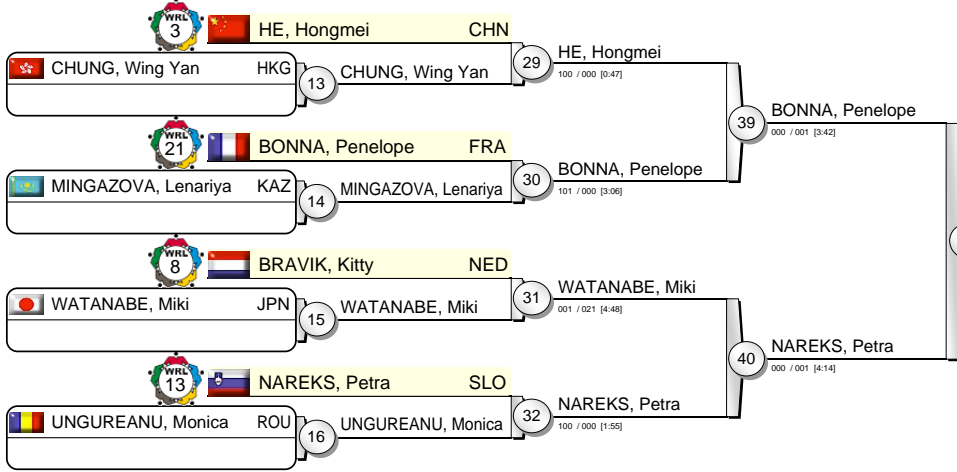 WRL
3
HE, Hongmei CHN
CHUNG, Wing Yan HKG
13
CHUNG, Wing Yan
29
HE, Hongmei
100 / 000 [0:47]
39
BONNA, Penelope
000 / 001 [3:42]
WRL
21
BONNA, Penelope FRA
MINGAZOVA, Lenariya KAZ
14
MINGAZOVA, Lenariya
30
BONNA, Penelope
101 / 000 [3:06]
WRL
8
BRAVIK, Kitty NED
WATANABE, Miki JPN
15
WATANABE, Miki
31
WATANABE, Miki
001 / 021 [4:48]
40
NAREKS, Petra
000 / 001 [4:14]
WRL
13
NAREKS, Petra SLO
UNGUREANU, Monica ROU
16
UNGUREANU, Monica
32
NAREKS, Petra
100 / 000 [1:55]